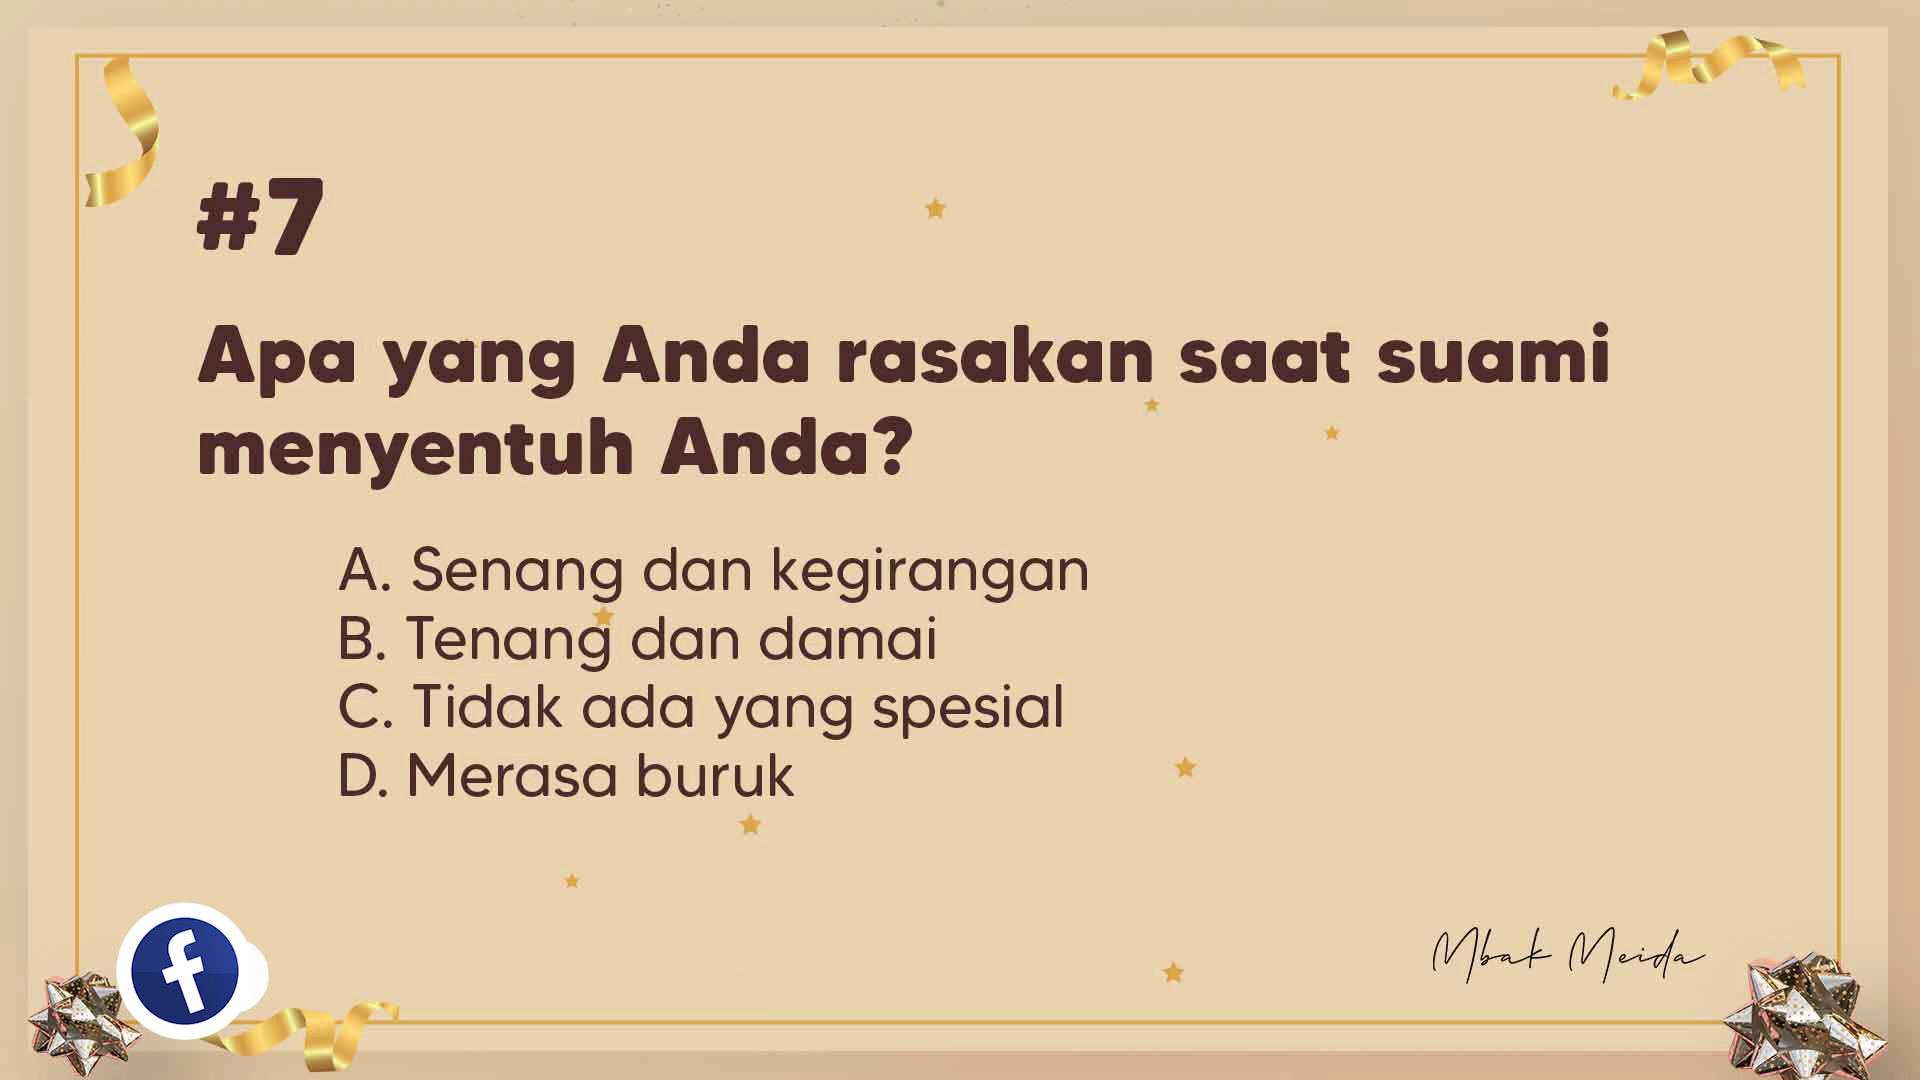 #7
Apa yang Anda rasakan saat suami
menyentuh Anda?
A. Senang dan kegirangan
B. Tenang dan damai
C. Tidak ada yang spesial
D. Merasa buruk
f
Mbak Meida